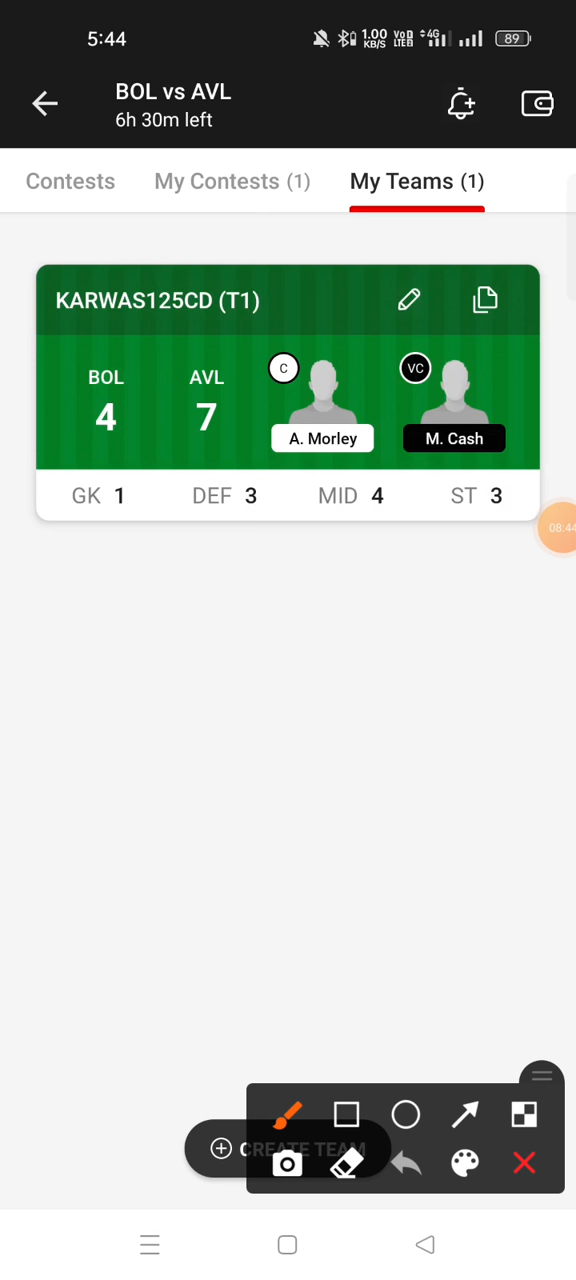 5:44
1.00 KB/S Vo LTE 4G 89
BOL vs AVL
6h 30m left
Contests My Contests (1) My Teams (1)
KARWAS125CD (T1)
BOL AVL C VC
4 7
A. Morley M. Cash
GK 1 DEF 3 MID 4 ST 3
08:44
CREATE TEAM